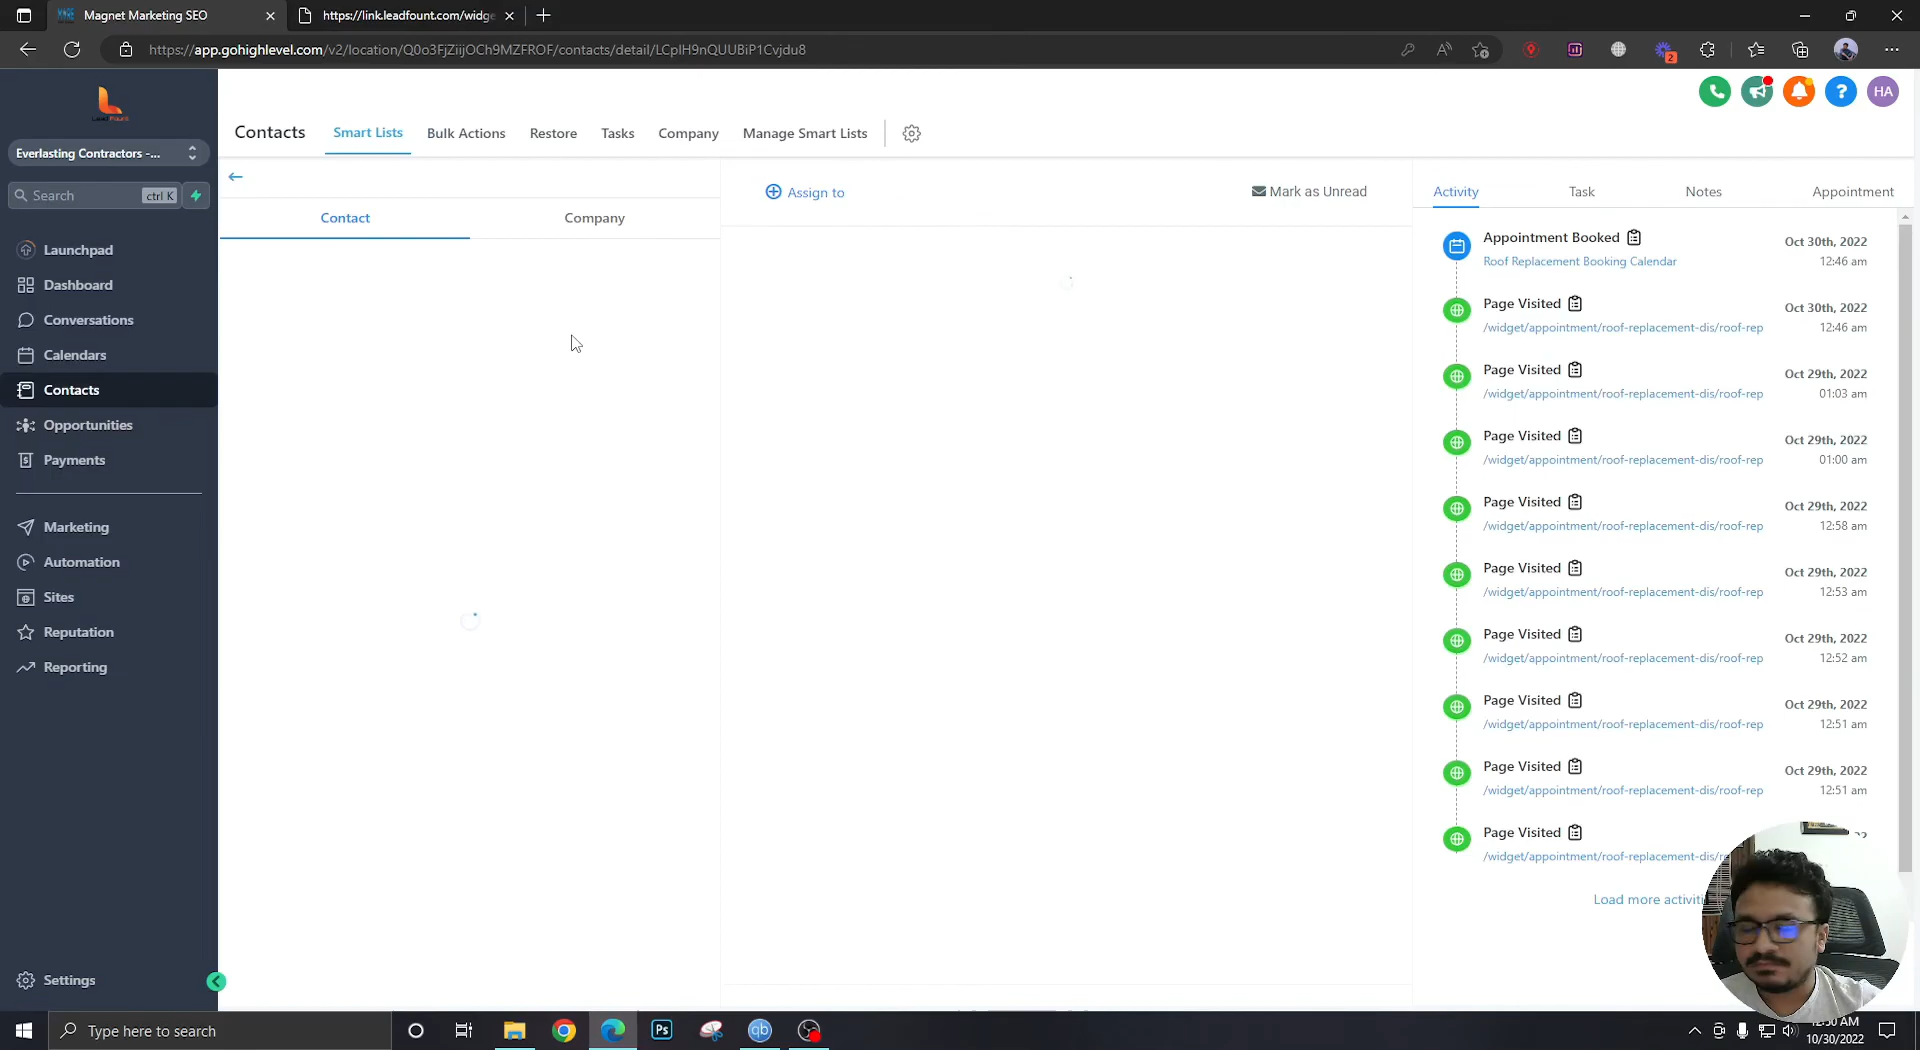 Magnet Marketing SEO
https://link.leadfount.com/widge
https://app.gohighlevel.com/v2/location/Q0o3FjZiijOCh9MZFROF/contacts/detail/LCpIH9nQUUBiP1Cvjdu8
2
HA
Contacts
Smart Lists
Bulk Actions
Restore
Tasks
Company
Manage Smart Lists
Everlasting Contractors -...
Search
ctrl K
Launchpad
Dashboard
Conversations
Calendars
Contacts
Opportunities
Payments
Marketing
Automation
Sites
Reputation
Reporting
Settings
Contact
Company
Assign to
Mark as Unread
Activity
Task
Notes
Appointment
Appointment Booked
Oct 30th, 2022
Roof Replacement Booking Calendar
12:46 am
Page Visited
Oct 30th, 2022
/widget/appointment/roof-replacement-dis/roof-rep
12:46 am
Page Visited
Oct 29th, 2022
/widget/appointment/roof-replacement-dis/roof-rep
01:03 am
Page Visited
Oct 29th, 2022
/widget/appointment/roof-replacement-dis/roof-rep
01:00 am
Page Visited
Oct 29th, 2022
/widget/appointment/roof-replacement-dis/roof-rep
12:58 am
Page Visited
Oct 29th, 2022
/widget/appointment/roof-replacement-dis/roof-rep
12:53 am
Page Visited
Oct 29th, 2022
/widget/appointment/roof-replacement-dis/roof-rep
12:52 am
Page Visited
Oct 29th, 2022
/widget/appointment/roof-replacement-dis/roof-rep
12:51 am
Page Visited
Oct 29th, 2022
/widget/appointment/roof-replacement-dis/roof-rep
12:51 am
Page Visited
/widget/appointment/roof-replacement-dis/r
Load more activiti
Type here to search
Ps
qb
AM
10/30/2022